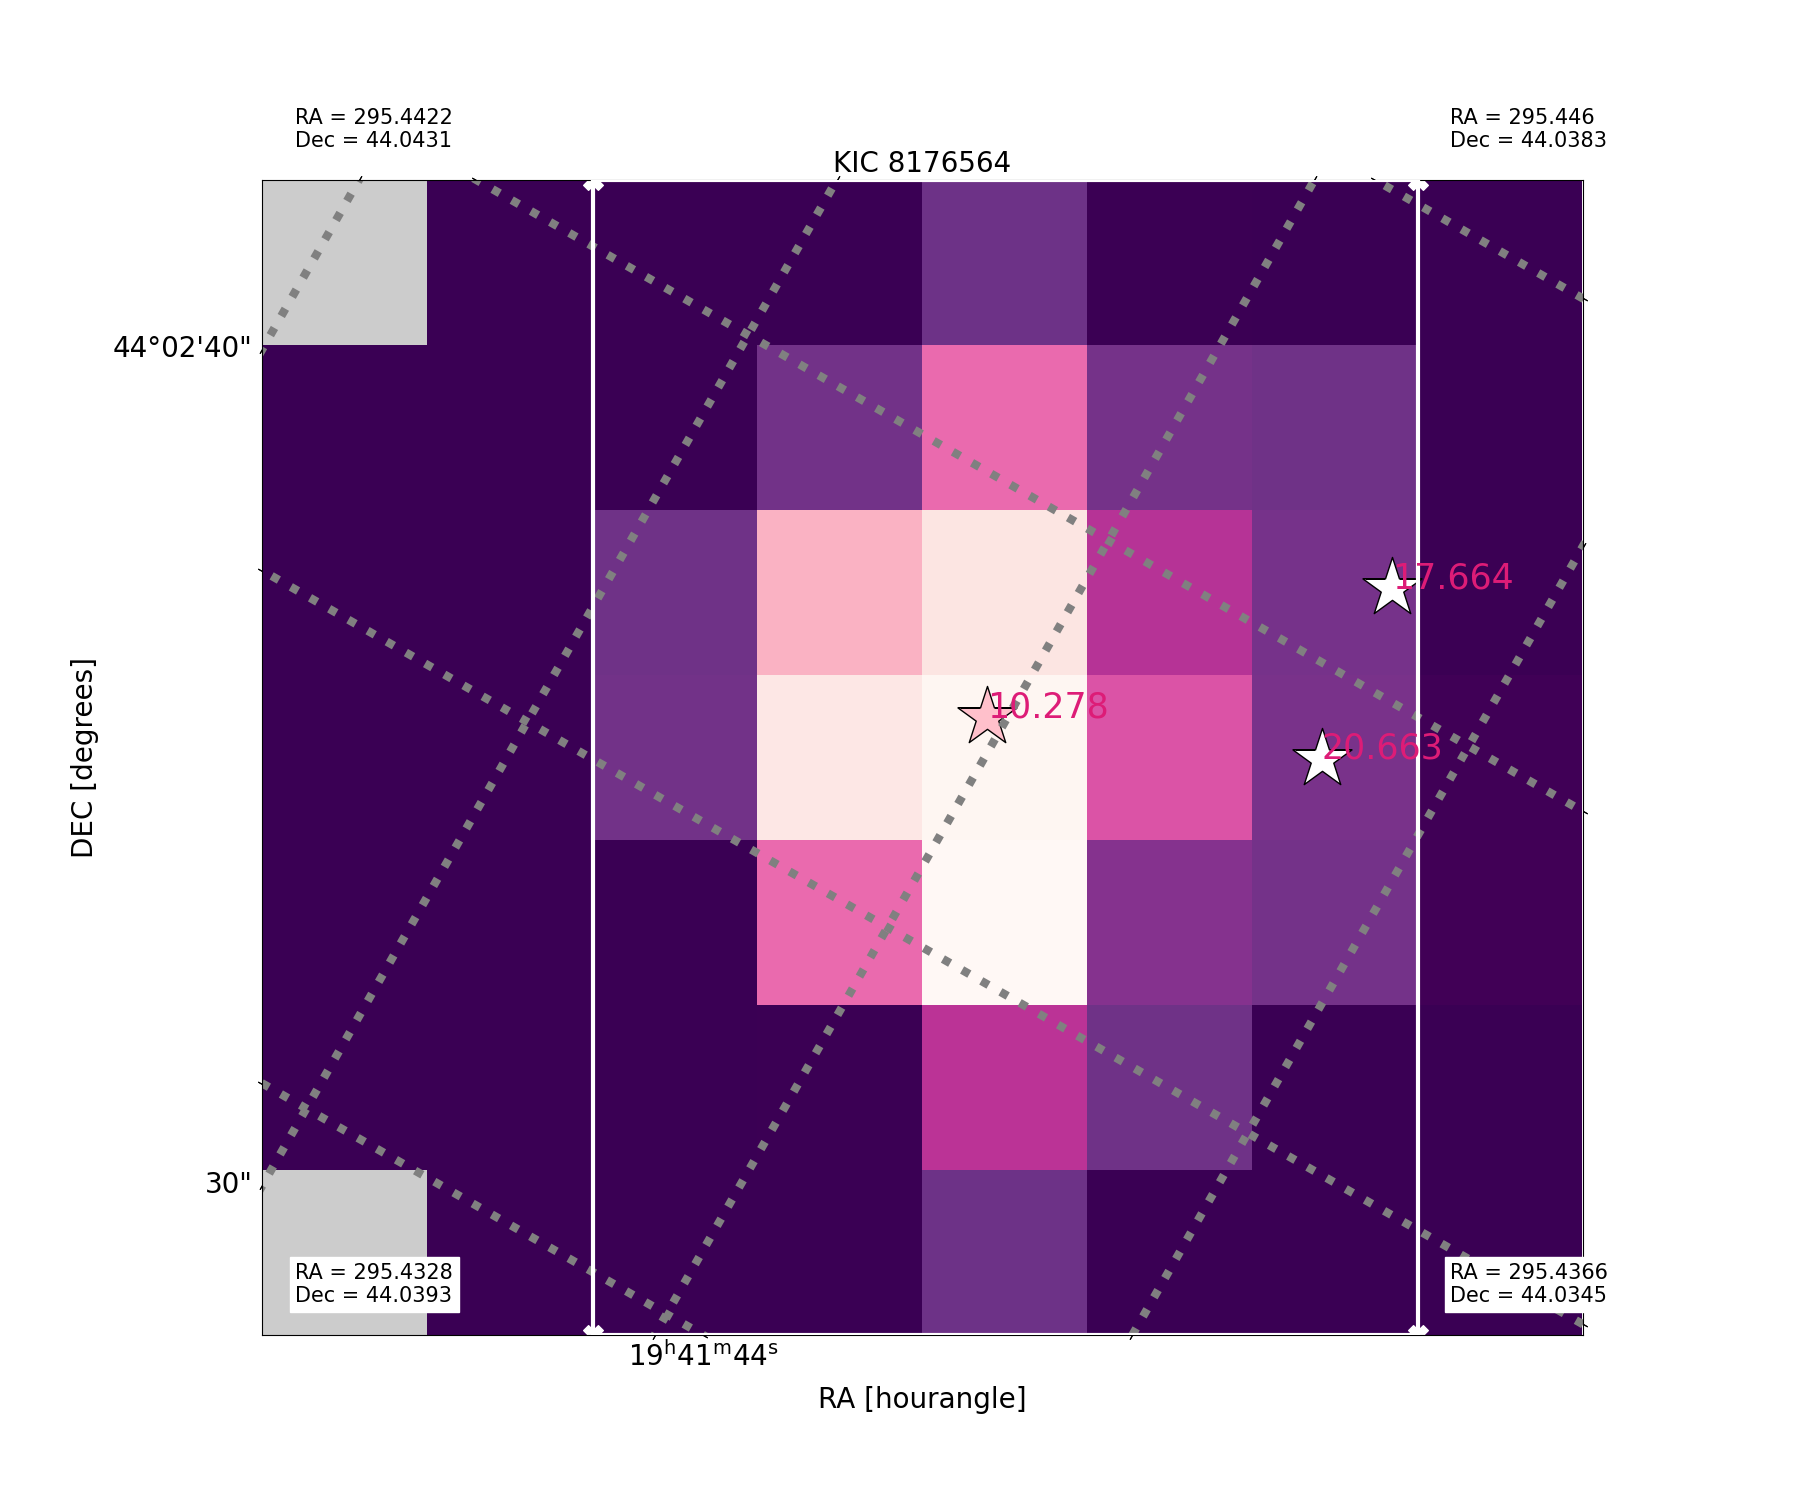 RA = 295.4422
Dec = 44.0431
RA = 295.446
Dec = 44.0383
KIC 8176564
44°02'40"
17.664
10.278
20.663
DEC [degrees]
30"
RA = 295.4328
Dec = 44.0393
RA = 295.4366
Dec = 44.0345
19ʰ41ᵐ44ˢ
RA [hourangle]